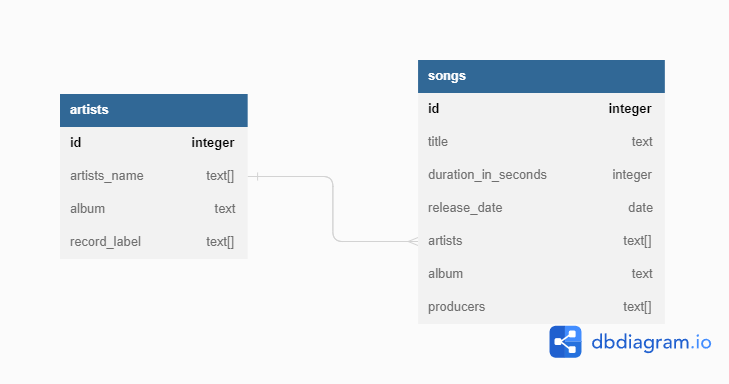 artists
id integer
artists_name text[]
album text
record_label text[]
songs
id integer
title text
duration_in_seconds integer
release_date date
artists text[]
album text
producers text[]
dbdiagram.io